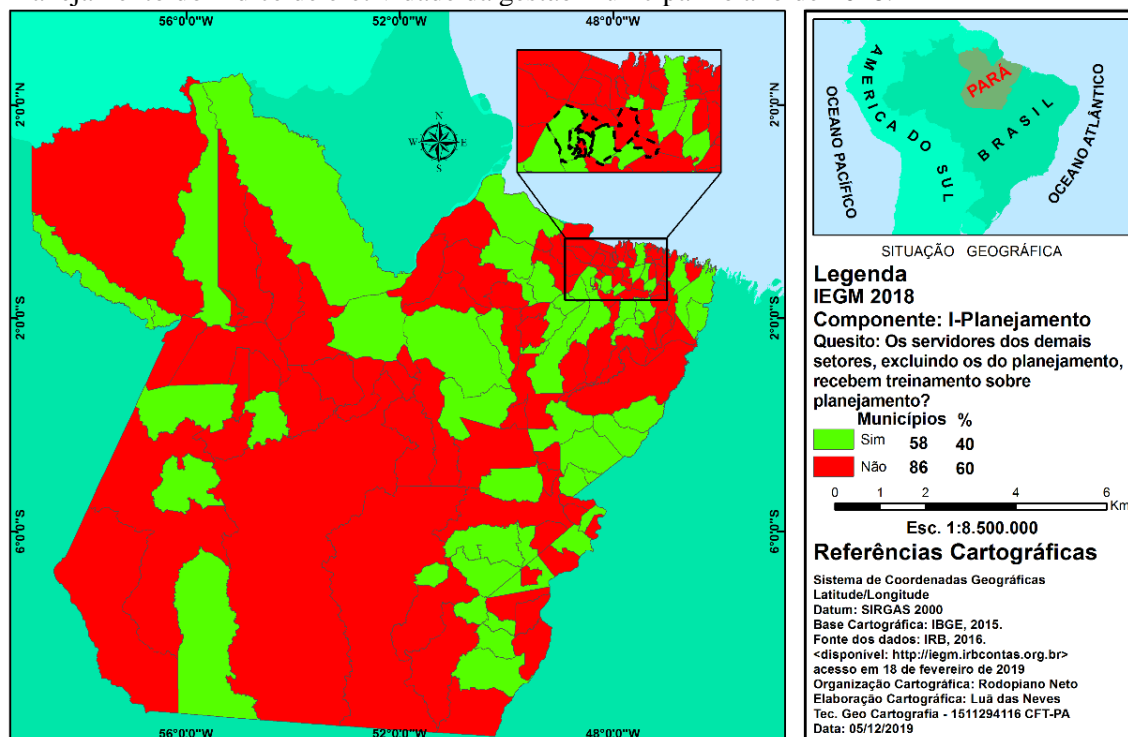 56°0'0"W 52°0'0"W 48°0'0"W
2°0'0"N 2°0'0"N
N
W E
S
2°0'0"S 2°0'0"S
6°0'0"S 6°0'0"S
56°0'0"W 52°0'0"W 48°0'0"W
AMERICA DO SUL
PARÁ
BRASIL
OCEANO PACÍFICO
OCEANO ATLÂNTICO
SITUAÇÃO GEOGRÁFICA
Legenda
IEGM 2018
Componente: I-Planejamento
Quesito: Os servidores dos demais
setores, excluindo os do planejamento,
recebem treinamento sobre
planejamento?
Municípios %
Sim 58 40
Não 86 60
0 1 2 4 6
Km
Esc. 1:8.500.000
Referências Cartográficas
Sistema de Coordenadas Geográficas
Latitude/Longitude
Datum: SIRGAS 2000
Base Cartográfica: IBGE, 2015.
Fonte dos dados: IRB, 2016.
<disponível: http://iegm.irbcontas.org.br>
acesso em 18 de fevereiro de 2019
Organização Cartográfica: Rodopiano Neto
Elaboração Cartográfica: Luã das Neves
Tec. Geo Cartografia - 1511294116 CFT-PA
Data: 05/12/2019